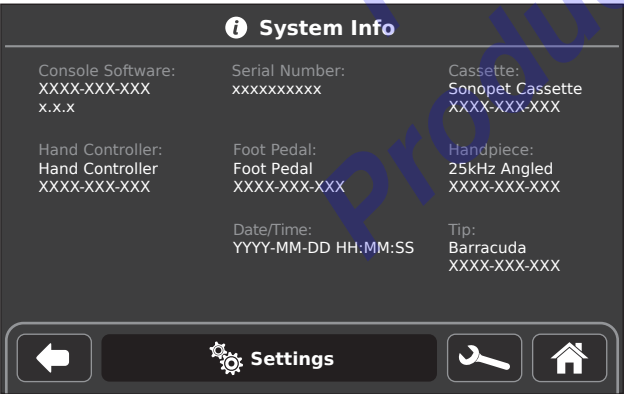 System Info
Console Software:
XXXX-XXX-XXX
x.x.x
Serial Number:
xxxxxxxxxx
Cassette:
Sonopet Cassette
XXXX-XXX-XXX
Hand Controller:
Hand Controller
XXXX-XXX-XXX
Foot Pedal:
Foot Pedal
XXXX-XXX-XXX
Handpiece:
25kHz Angled
XXXX-XXX-XXX
Date/Time:
YYYY-MM-DD HH:MM:SS
Tip:
Barracuda
XXXX-XXX-XXX
Settings